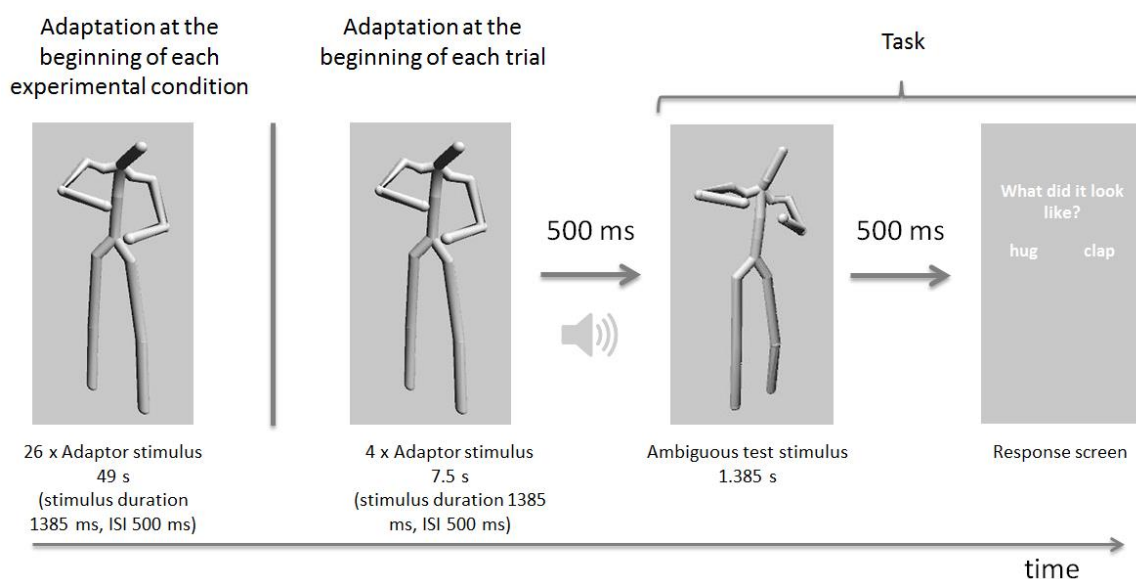 Adaptation at the
beginning of each
experimental condition
Adaptation at the
beginning of each trial
Task
500 ms
500 ms
What did it look
like?
hug clap
26 x Adaptor stimulus
49 s
(stimulus duration
1385 ms, ISI 500 ms)
4 x Adaptor stimulus
7.5 s
(stimulus duration 1385
ms, ISI 500 ms)
Ambiguous test stimulus
1.385 s
Response screen
time